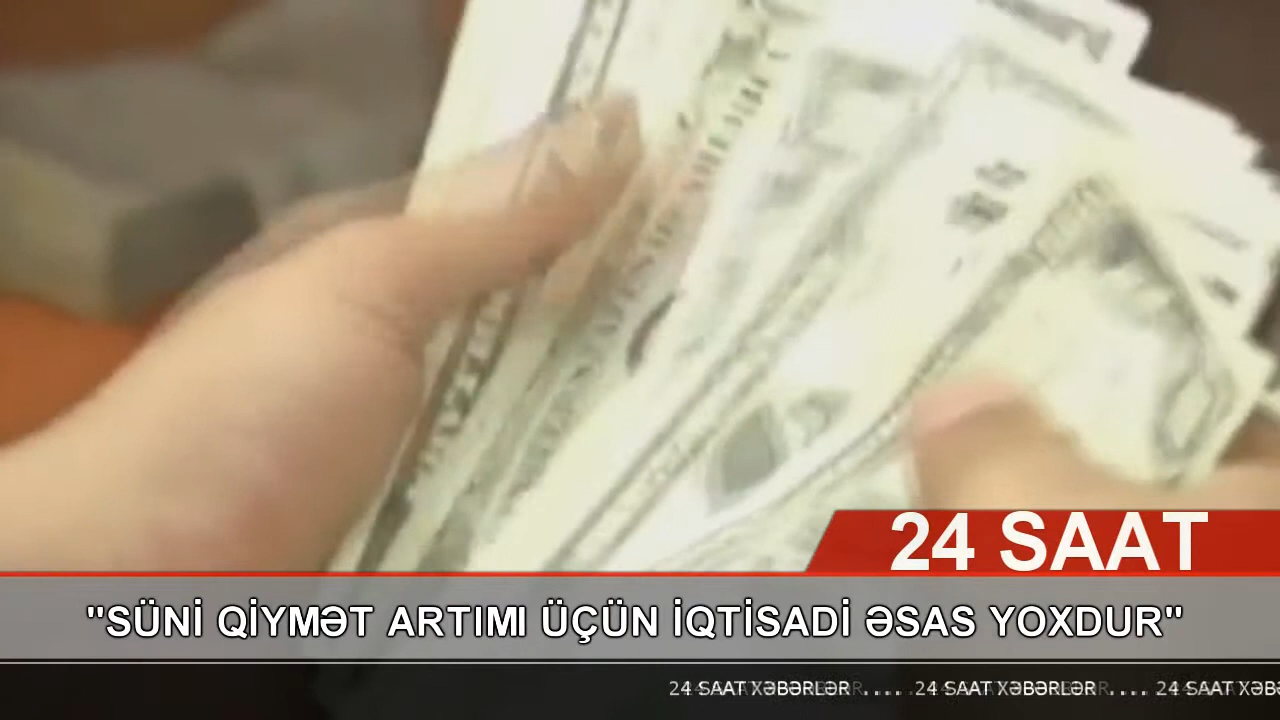 24 SAAT
"SÜNİ QİYMƏT ARTIMI ÜÇÜN İQTİSADİ ƏSAS YOXDUR"
24 SAAT XƏBƏRLƏR .... 24 SAAT XƏBƏRLƏR .... 24 SAAT XƏBƏ